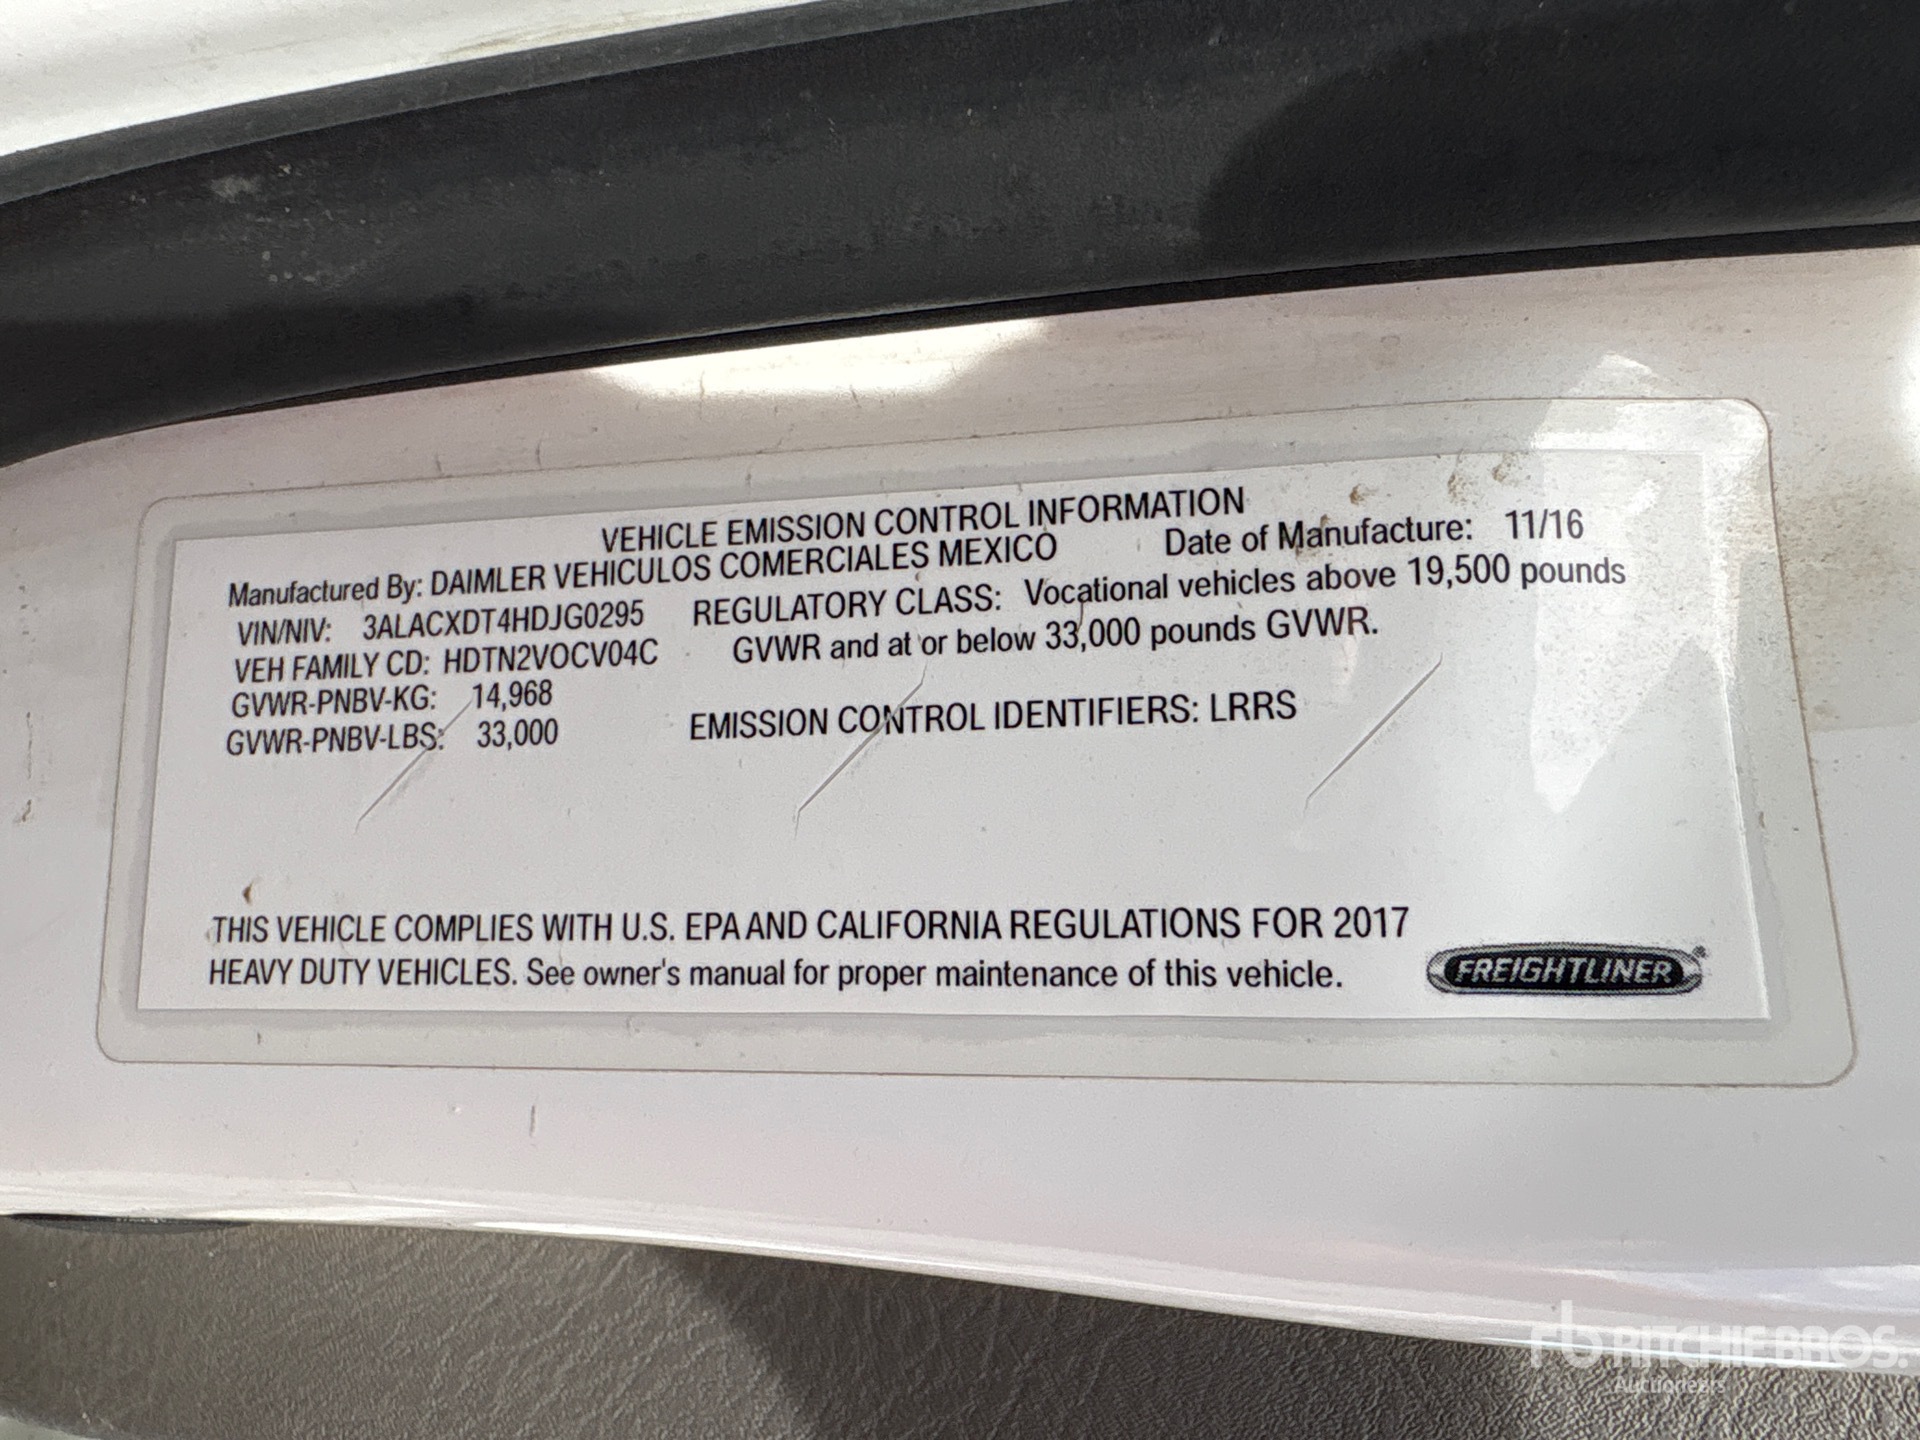 VEHICLE EMISSION CONTROL INFORMATION
Manufactured By: DAIMLER VEHICULOS COMERCIALES MEXICO Date of Manufacture: 11/16
VIN/NIV: 3ALACXDT4HDJG0295 REGULATORY CLASS: Vocational vehicles above 19,500 pounds
VEH FAMILY CD: HDTN2VOCV04C GVWR and at or below 33,000 pounds GVWR.
GVWR-PNBV-KG: 14,968
GVWR-PNBV-LBS: 33,000 EMISSION CONTROL IDENTIFIERS: LRRS
THIS VEHICLE COMPLIES WITH U.S. EPA AND CALIFORNIA REGULATIONS FOR 2017
HEAVY DUTY VEHICLES. See owner's manual for proper maintenance of this vehicle.
FREIGHTLINER
rb RITCHIE BROS.
Auctioneers